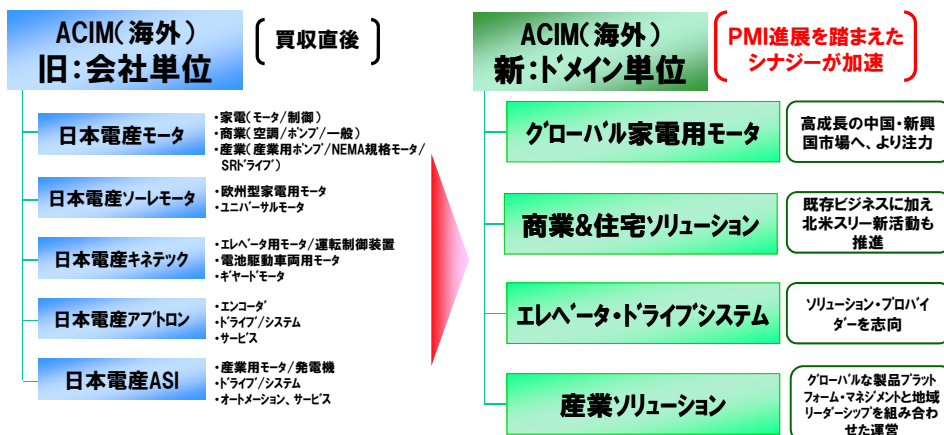 ACIM(海外)
旧:会社単位
買収直後
日本電産モータ
・家電(モータ/制御)
・商業(空調/ポンプ/一般)
・産業(産業用ポンプ/NEMA規格モータ/
SRドライブ)
日本電産ソーレモータ
・欧州型家電用モータ
・ユニバーサルモータ
日本電産キネテック
・エレベータ用モータ/運転制御装置
・電池駆動車両用モータ
・ギヤードモータ
日本電産アブトロン
・エンコーダ
・ドライブ/システム
・サービス
日本電産ASI
・産業用モータ/発電機
・ドライブ/システム
・オートメーション、サービス
ACIM(海外)
新:ドメイン単位
PMI進展を踏まえた
シナジーが加速
グローバル家電用モータ
高成長の中国・新興
国市場へ、より注力
商業&住宅ソリューション
既存ビジネスに加え
北米スリー新活動も
推進
エレベータ・ドライブシステム
ソリューション・プロバイ
ダーを志向
産業ソリューション
グローバルな製品プラット
フォーム・マネジメントと地域
リーダーシップを組み合わ
せた運営